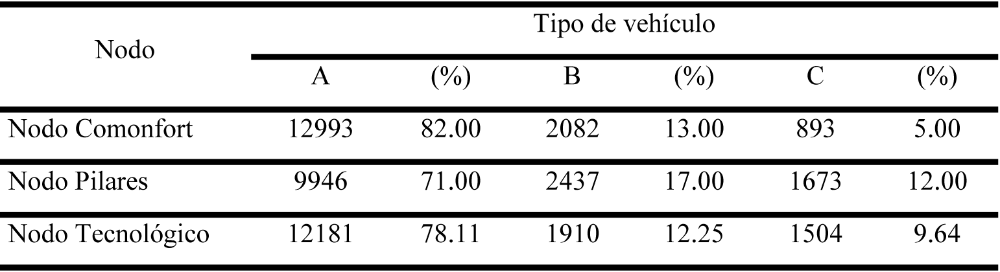 Tipo de vehículo
Nodo
A (%) B (%) C (%)
Nodo Comonfort 12993 82.00 2082 13.00 893 5.00
Nodo Pilares 9946 71.00 2437 17.00 1673 12.00
Nodo Tecnológico 12181 78.11 1910 12.25 1504 9.64